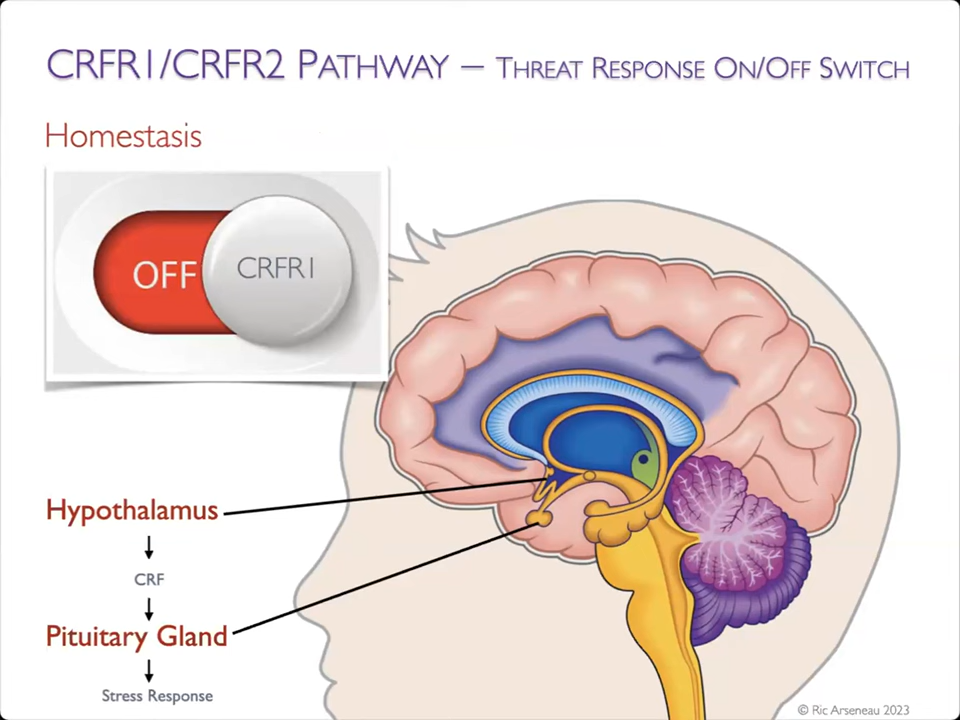 CRFR1/CRFR2 PATHWAY – THREAT RESPONSE ON/OFF SWITCH
Homestasis
OFF
CRFR1
Hypothalamus
CRF
Pituitary Gland
Stress Response
© Ric Arseneau 2023